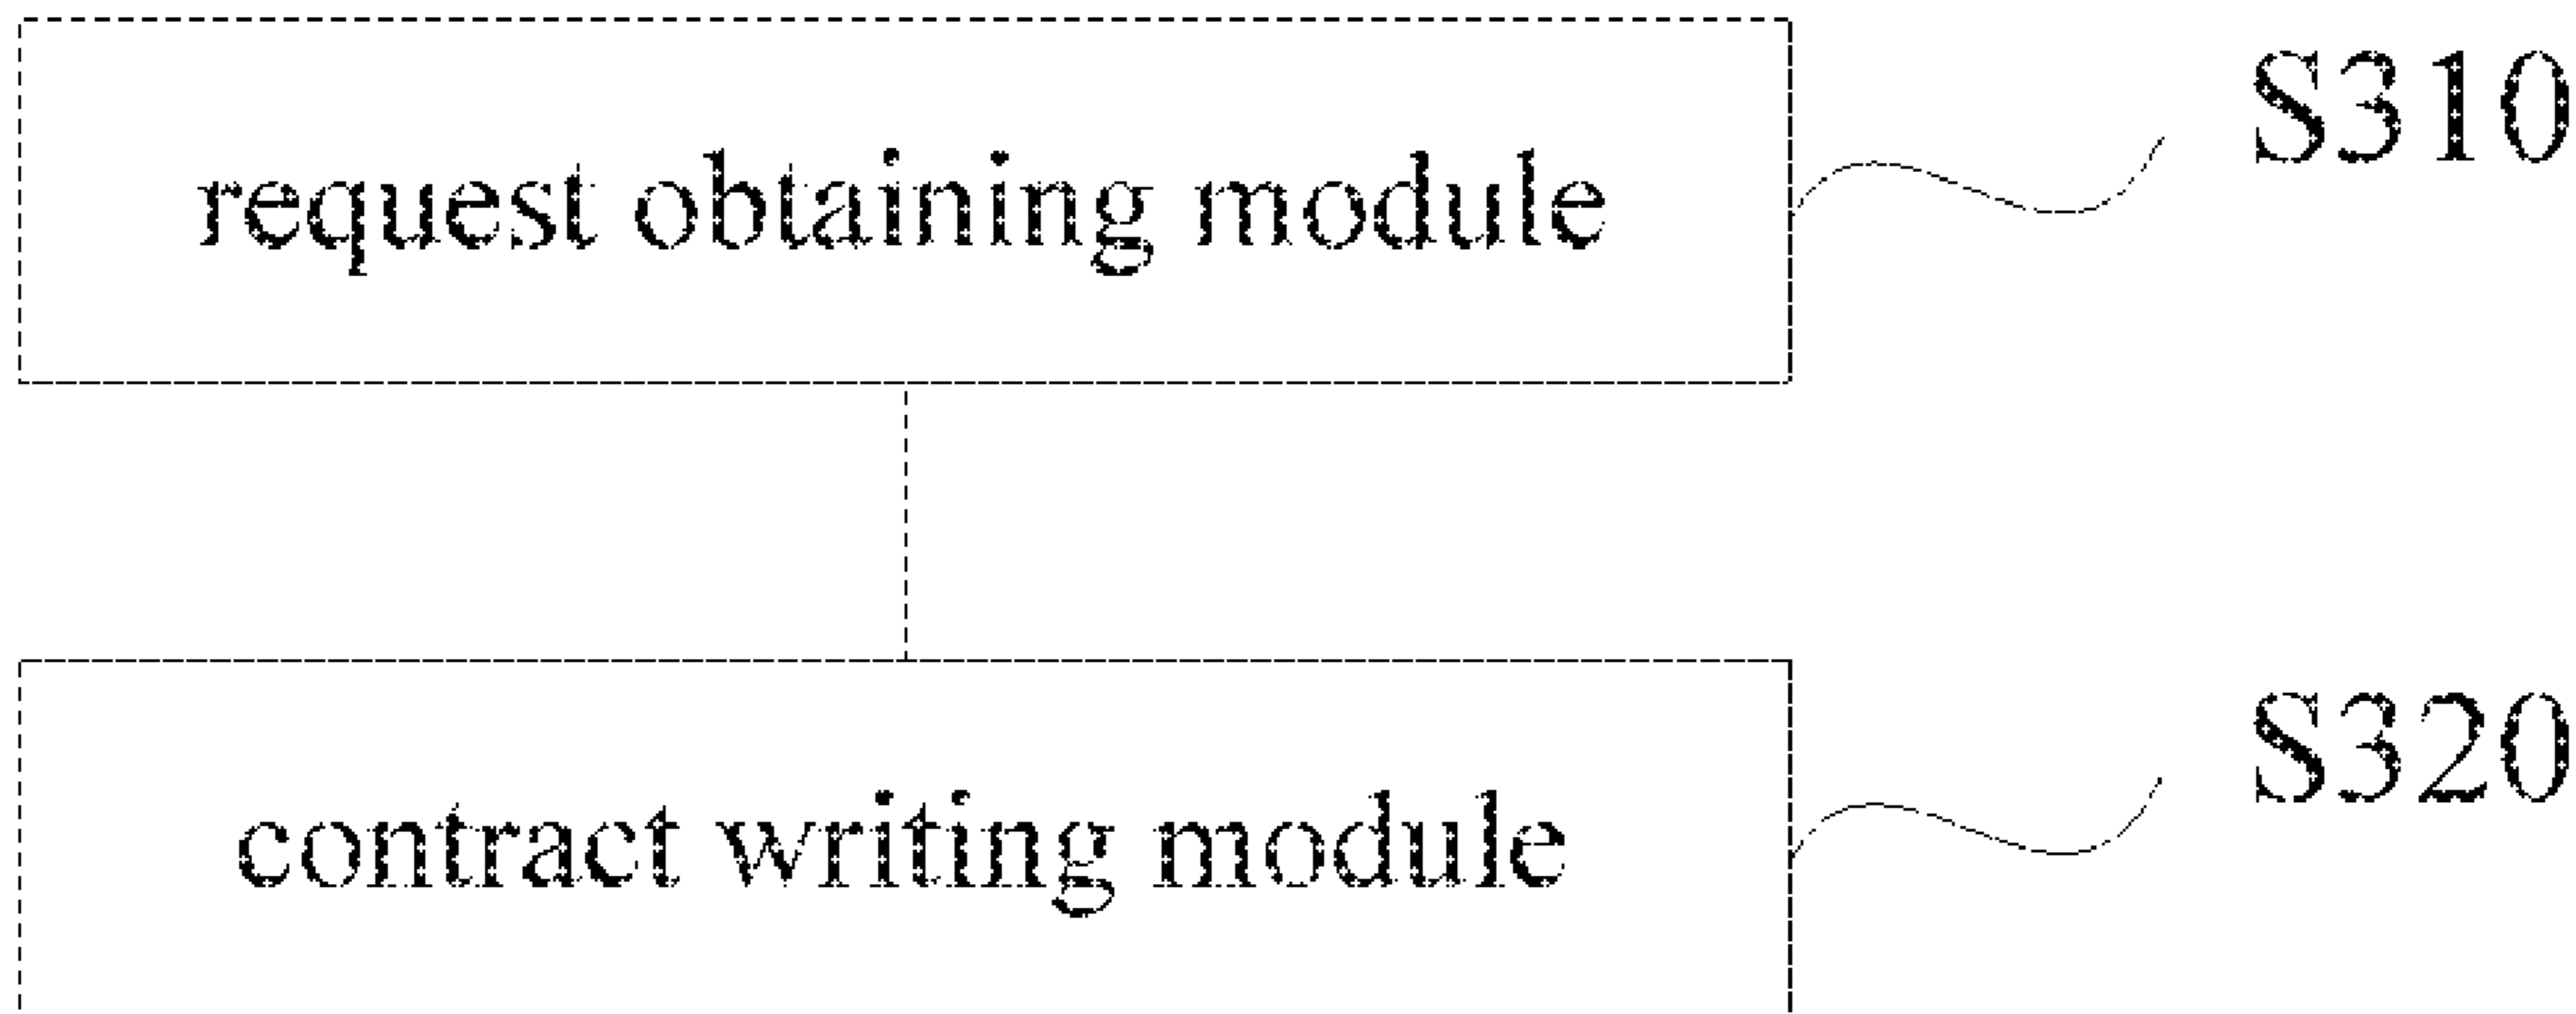 S310
request obtaining module
S320
contract writing module